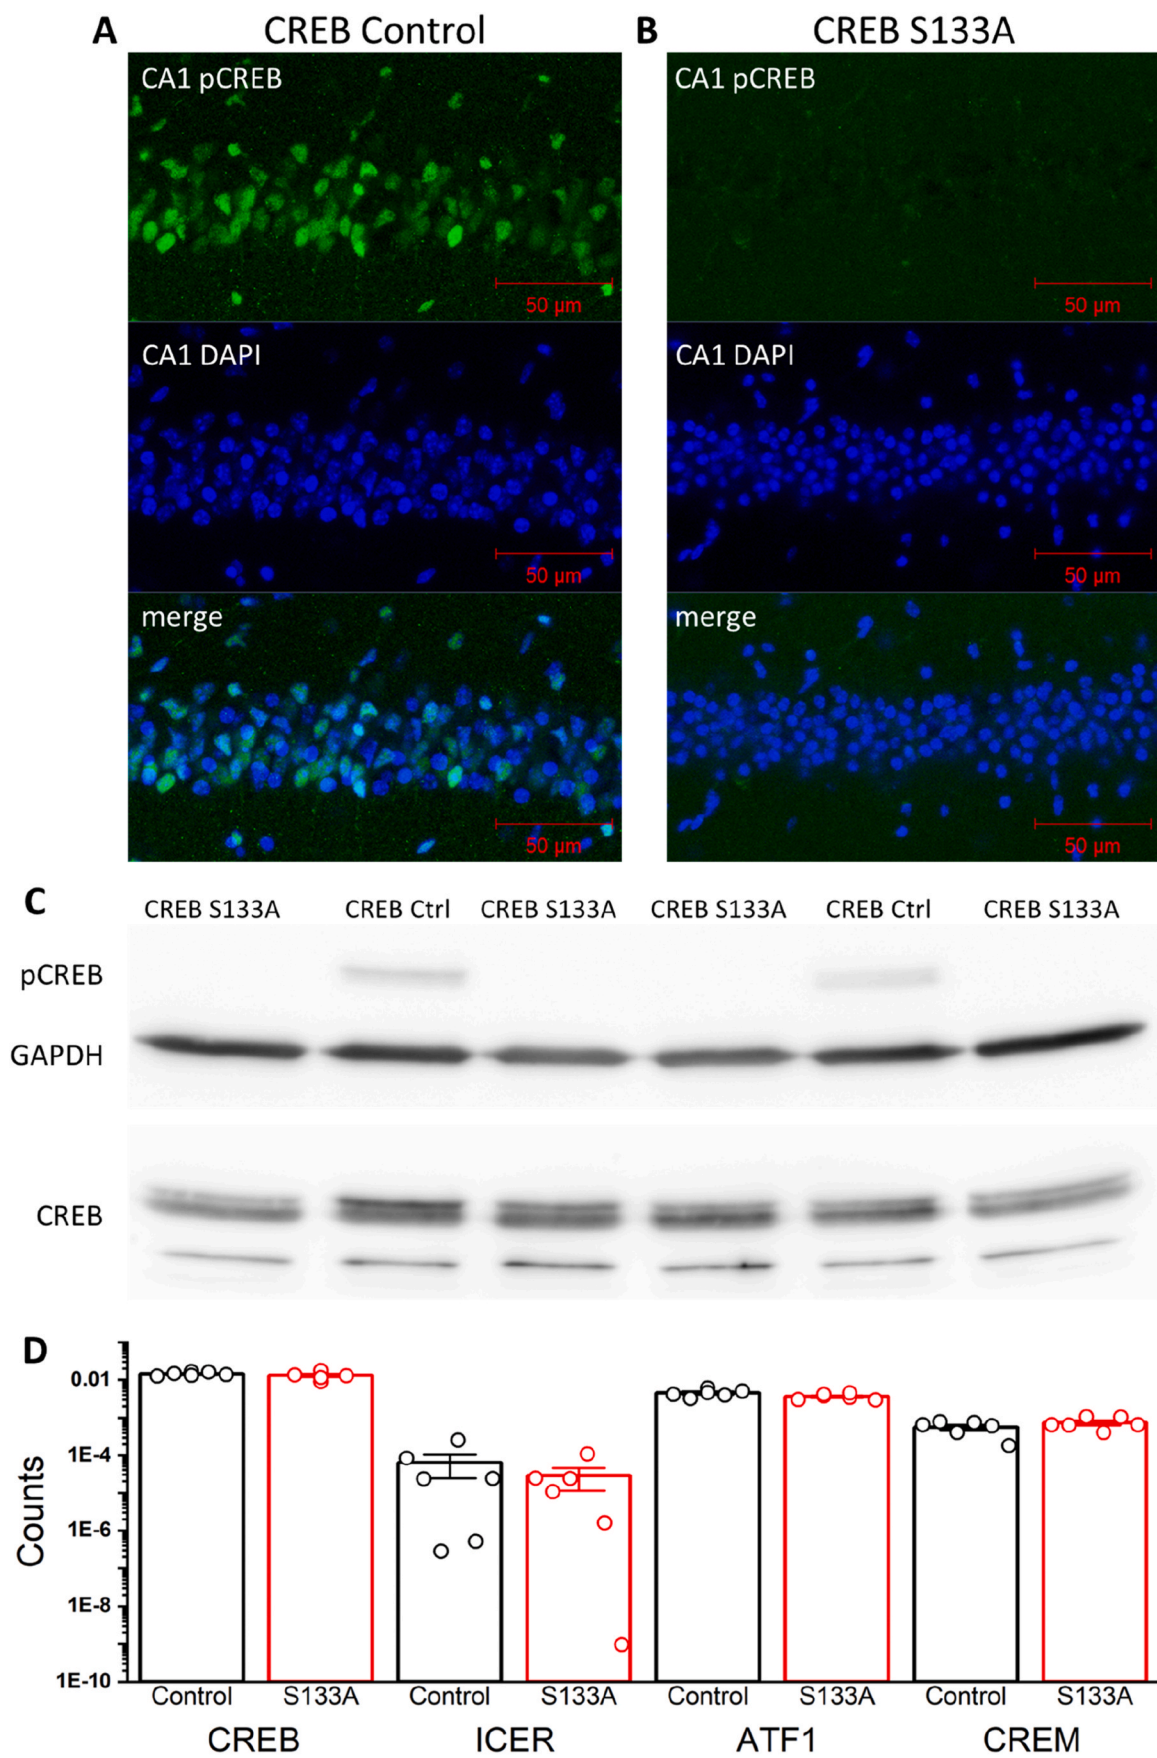 A CREB Control B CREB S133A
CA1 pCREB CA1 pCREB
50 µm 50 µm
CA1 DAPI CA1 DAPI
50 µm 50 µm
merge merge
50 µm 50 µm
C
CREB S133A CREB Ctrl CREB S133A CREB S133A CREB Ctrl CREB S133A
pCREB
GAPDH
CREB
D
0.01
1E-4
1E-6
1E-8
1E-10
Counts
Control S133A Control S133A Control S133A Control S133A
CREB ICER ATF1 CREM